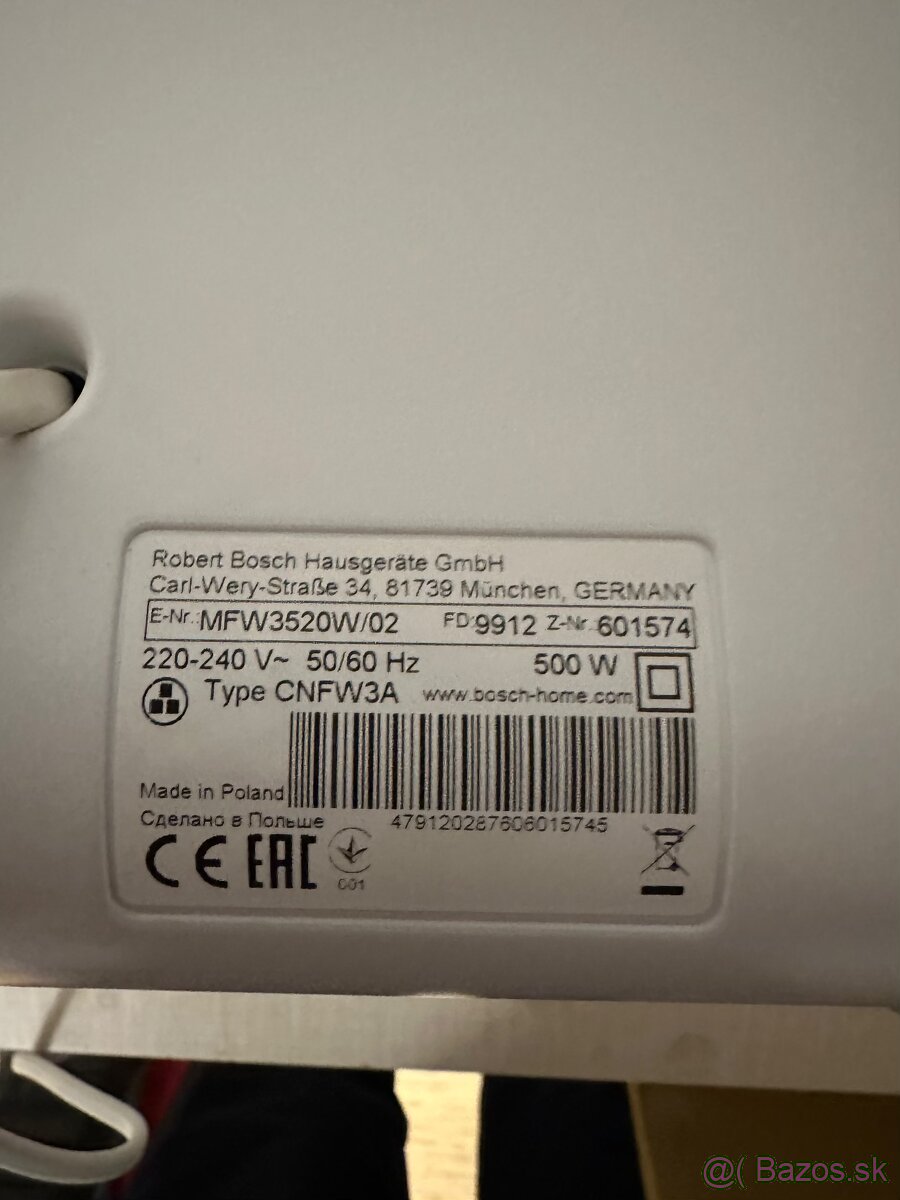 Robert Bosch Hausgeräte GmbH
Carl-Wery-Straße 34, 81739 München, GERMANY
E-Nr.: MFW3520W/02 FD: 9912 Z-Nr. 601574
220-240 V~ 50/60 Hz 500 W
Type CNFW3A www.bosch-home.com
Made in Poland
Сделано в Польше 479120287606015745
CE EAC 001
@( Bazos.sk